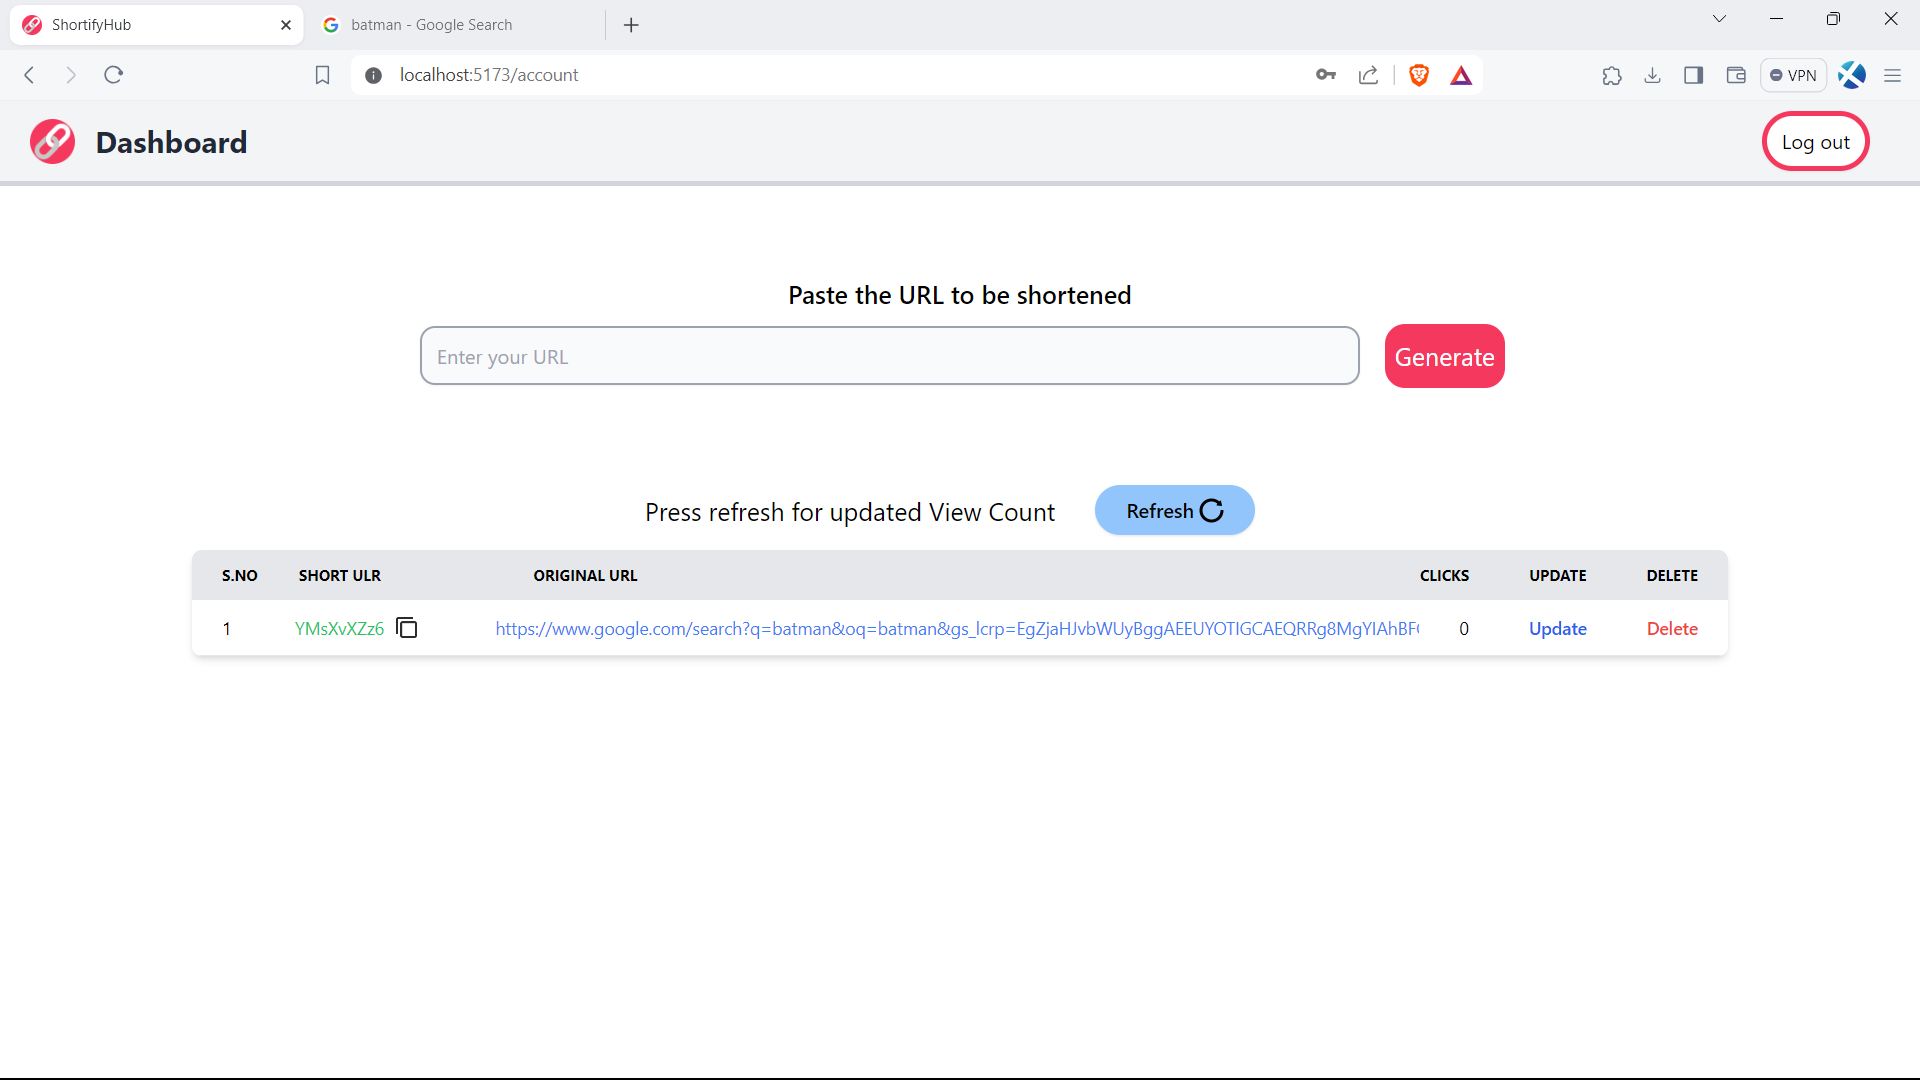 ShortifyHub
batman - Google Search
localhost:5173/account
VPN
Dashboard
Log out
Paste the URL to be shortened
Enter your URL
Generate
Press refresh for updated View Count
Refresh
S.NO SHORT ULR ORIGINAL URL CLICKS UPDATE DELETE
1 YMsXvXZz6 https://www.google.com/search?q=batman&oq=batman&gs_lcrp=EgZjaHJvbWUyBggAEEUYOTIGCAEQRRg8MgYIAhBF 0 Update Delete